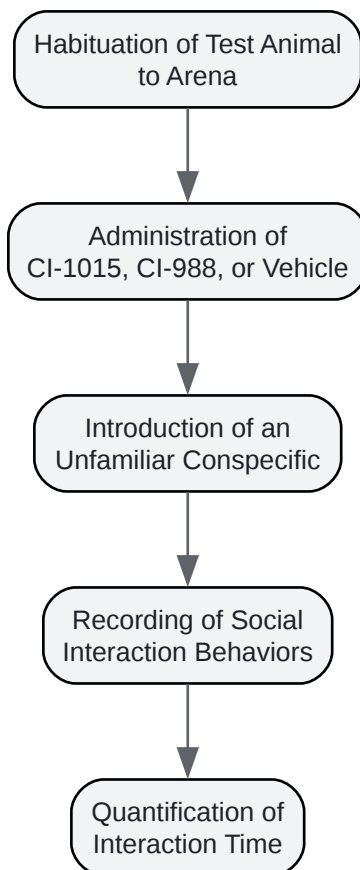 Habituation of Test Animal
to Arena
Administration of
CI-1015, CI-988, or Vehicle
Introduction of an
Unfamiliar Conspecific
Recording of Social
Interaction Behaviors
Quantification of
Interaction Time